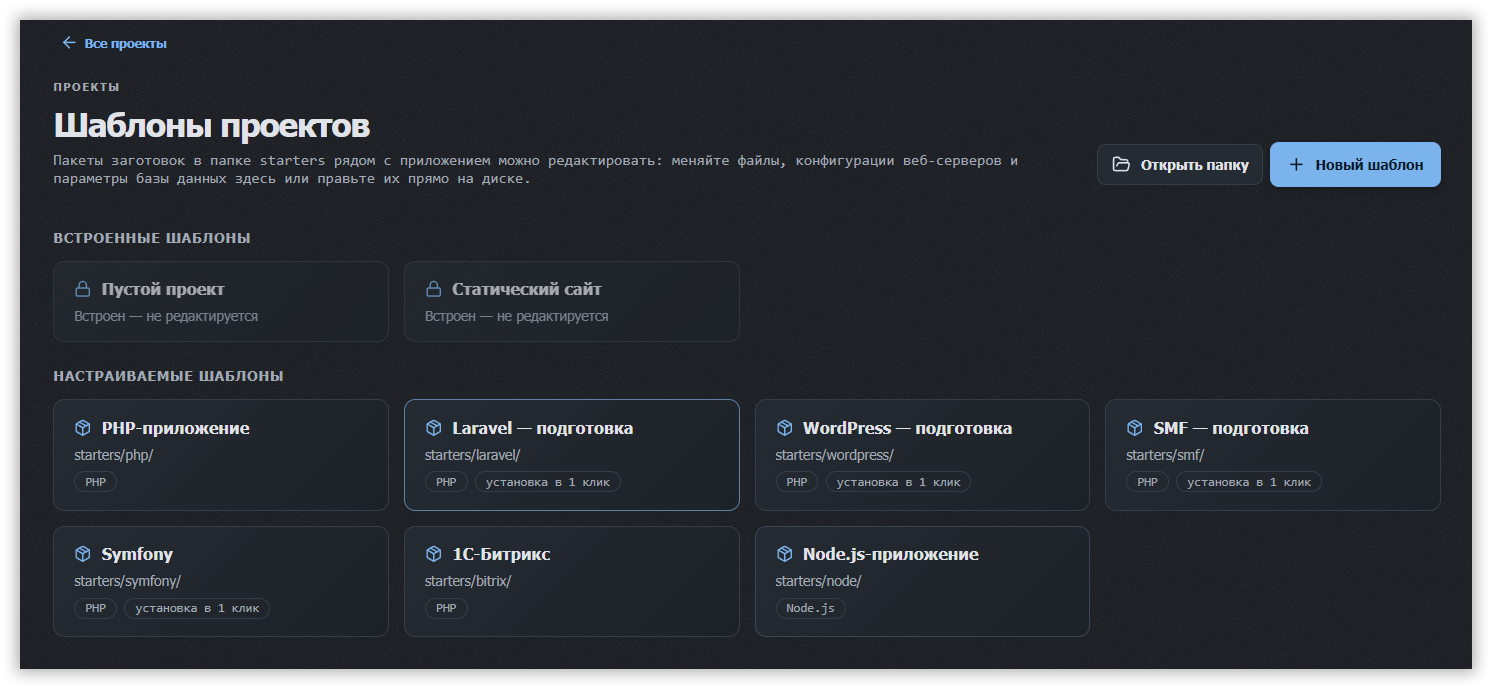 Все проекты
ПРОЕКТЫ
Шаблоны проектов
Пакеты заготовок в папке starters рядом с приложением можно редактировать: меняйте файлы, конфигурации веб-серверов и
параметры базы данных здесь или правьте их прямо на диске.
Открыть папку
Новый шаблон
ВСТРОЕННЫЕ ШАБЛОНЫ
Пустой проект
Встроен — не редактируется
Статический сайт
Встроен — не редактируется
НАСТРАИВАЕМЫЕ ШАБЛОНЫ
PHP-приложение
starters/php/
PHP
Laravel — подготовка
starters/laravel/
PHP
установка в 1 клик
WordPress — подготовка
starters/wordpress/
PHP
установка в 1 клик
SMF — подготовка
starters/smf/
PHP
установка в 1 клик
Symfony
starters/symfony/
PHP
установка в 1 клик
1С-Битрикс
starters/bitrix/
PHP
Node.js-приложение
starters/node/
Node.js